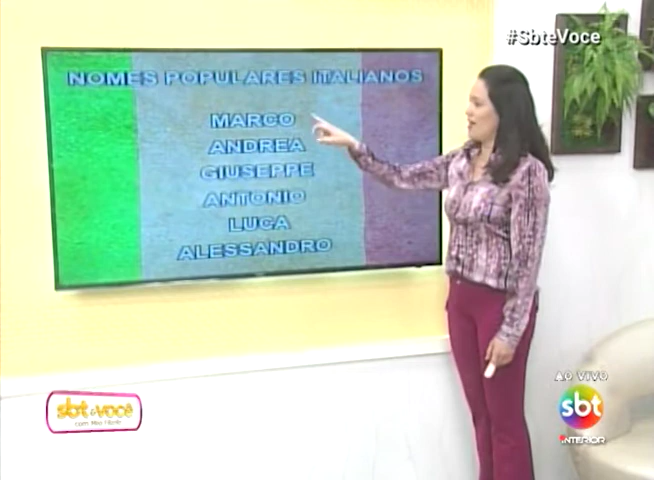 #SbteVoce
NOMES POPULARES ITALIANOS
MARCO
ANDREA
GIUSEPPE
ANTONIO
LUCA
ALESSANDRO
sbt e você
AO VIVO
sbt
INTERIOR